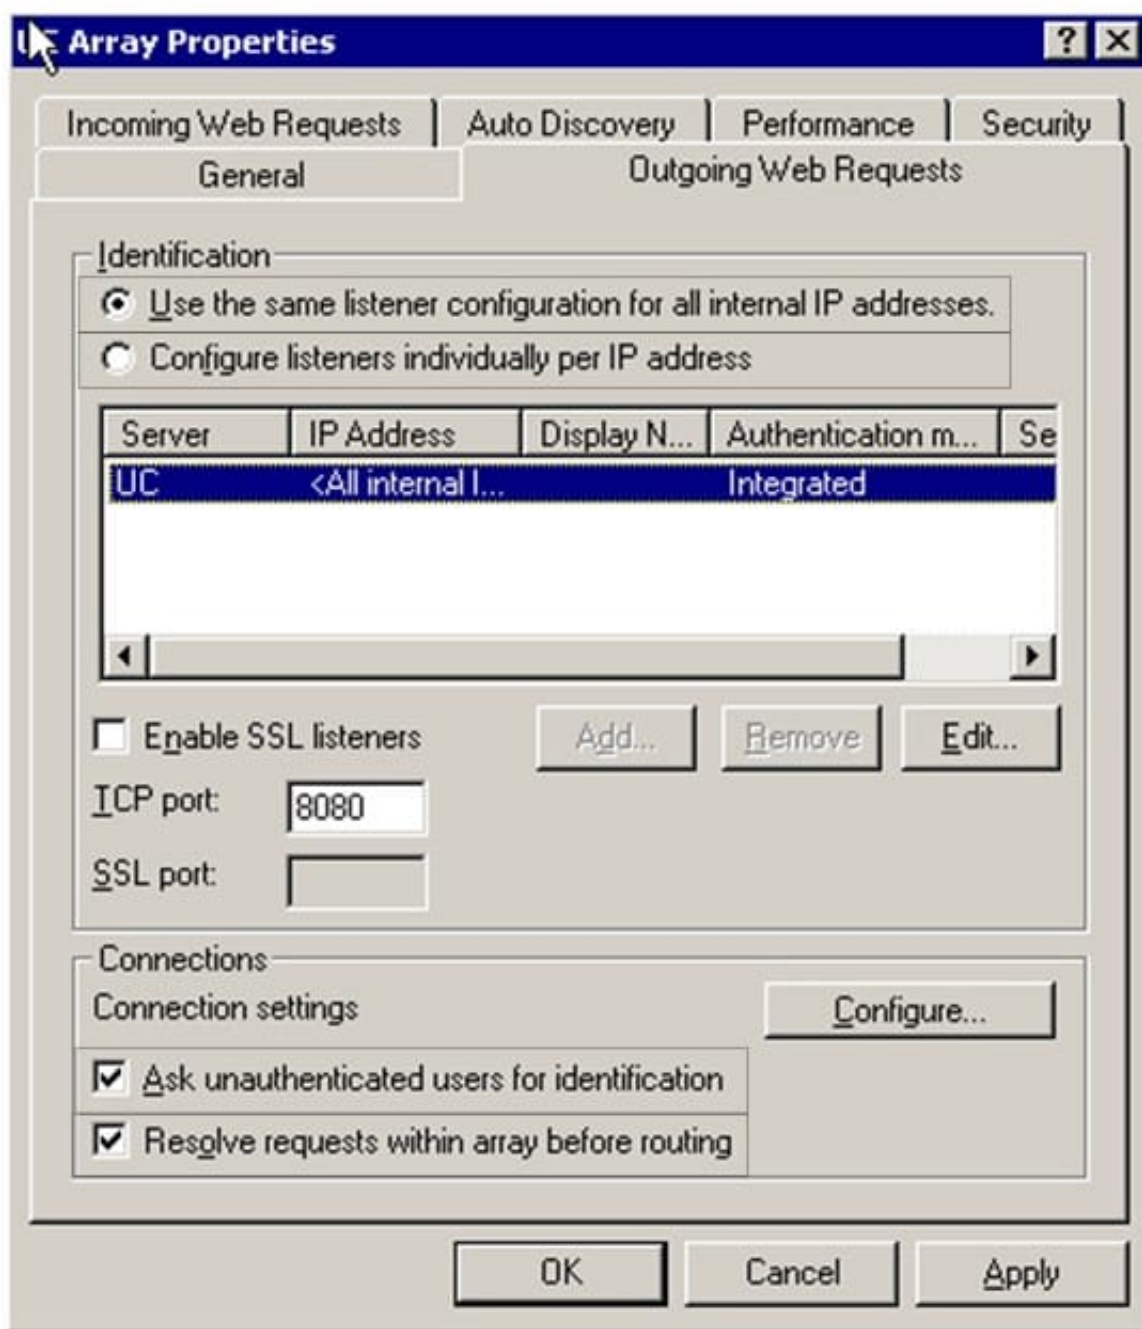 Array Properties
Incoming Web Requests Auto Discovery Performance Security
General Outgoing Web Requests
Identification
Use the same listener configuration for all internal IP addresses.
Configure listeners individually per IP address
Server IP Address Display N... Authentication m... Se
UC <All internal I... Integrated
Enable SSL listeners Add... Remove Edit...
TCP port: 8080
SSL port:
Connections
Connection settings Configure...
Ask unauthenticated users for identification
Resolve requests within array before routing
OK Cancel Apply